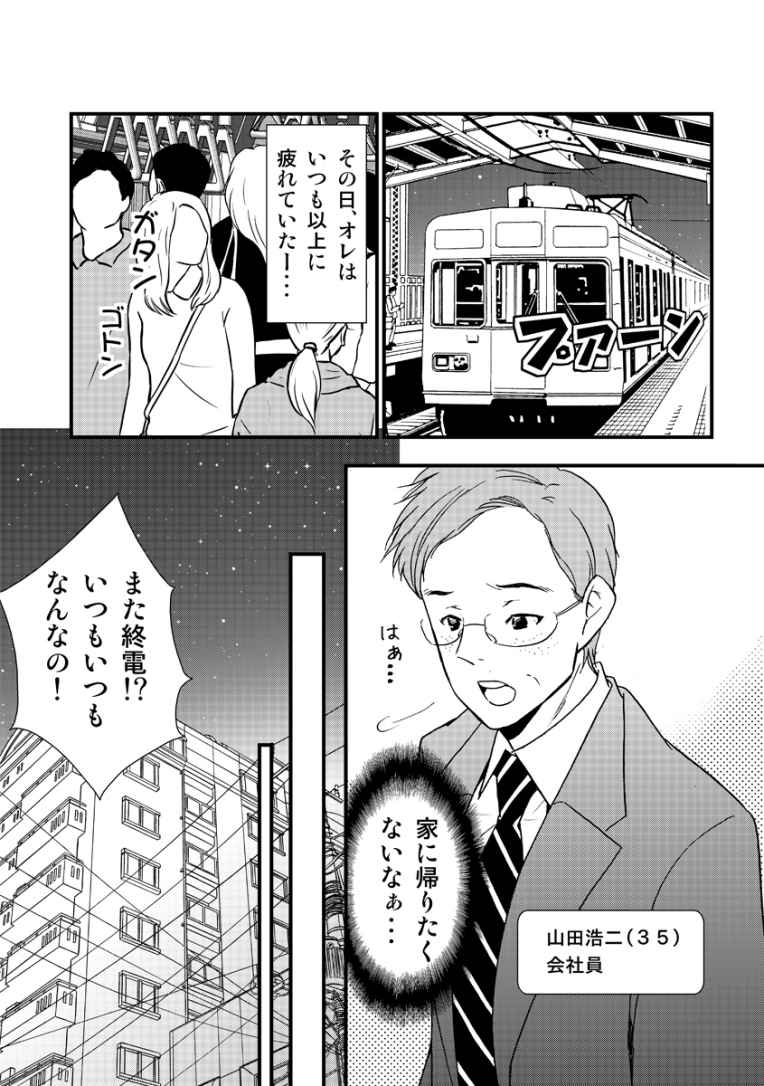 プァーン
その日、オレは
いつも以上に
疲れていたー・・・
ガタン
ゴトン
はぁ…
家に帰りたく
ないなぁ・・・
山田浩二(35)
会社員
また終電!?
いつもいつも
なんなの!